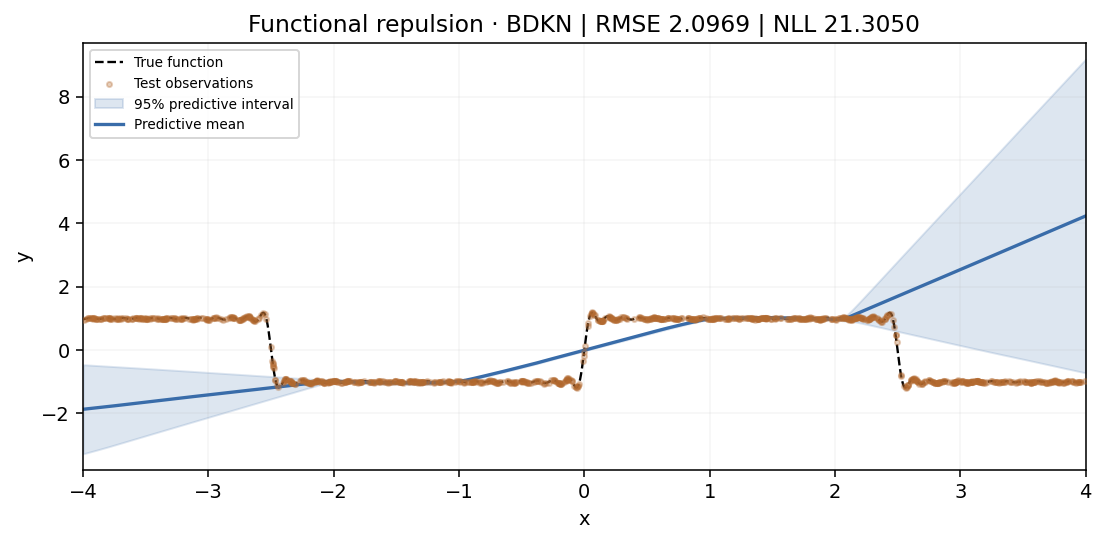 Functional repulsion · BDKN | RMSE 2.0969 | NLL 21.3050
True function
Test observations
95% predictive interval
Predictive mean
8
6
4
2
0
−2
y
−4
−3
−2
−1
0
1
2
3
4
x